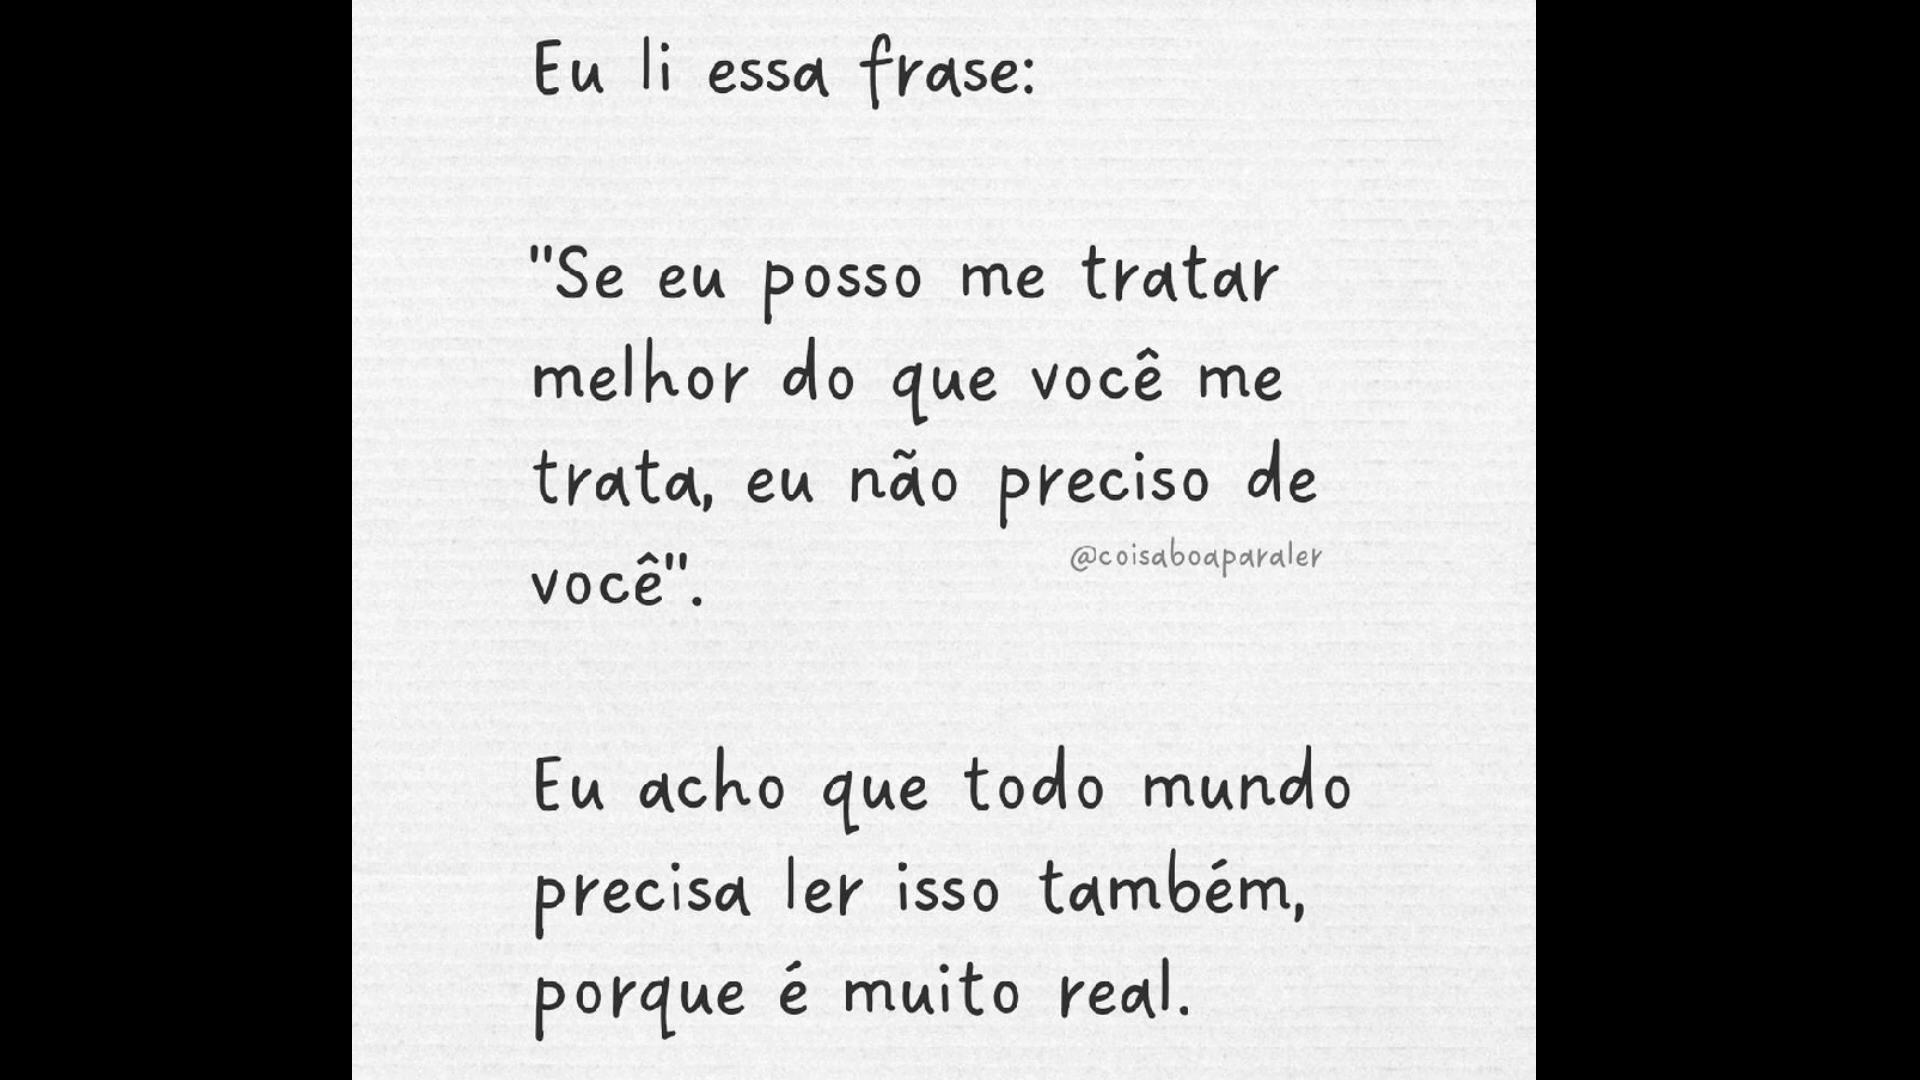 Eu li essa frase:
"Se eu posso me tratar
melhor do que você me
trata, eu não preciso de
você".
@coisaboaparaler
Eu acho que todo mundo
precisa ler isso também,
porque é muito real.